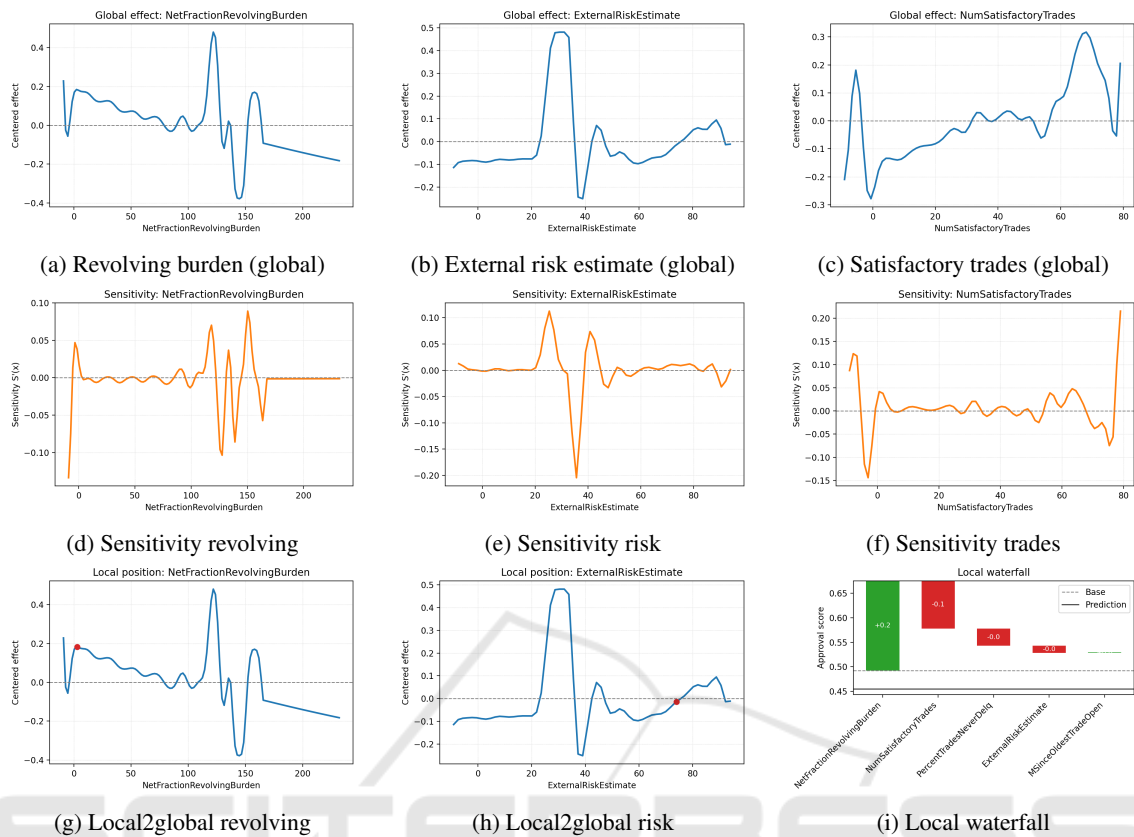 Global effect: NetFractionRevolvingBurden
Centered effect
0.4
0.2
0.0
−0.2
−0.4
0
50
100
150
200
NetFractionRevolvingBurden
Global effect: ExternalRiskEstimate
Centered effect
0.5
0.4
0.3
0.2
0.1
0.0
−0.1
−0.2
0
20
40
60
80
ExternalRiskEstimate
Global effect: NumSatisfactoryTrades
Centered effect
0.3
0.2
0.1
0.0
−0.1
−0.2
−0.3
0
20
40
60
80
NumSatisfactoryTrades
(a) Revolving burden (global)
(b) External risk estimate (global)
(c) Satisfactory trades (global)
Sensitivity: NetFractionRevolvingBurden
Sensitivity S'(x)
0.10
0.05
0.00
−0.05
−0.10
0
50
100
150
200
NetFractionRevolvingBurden
Sensitivity: ExternalRiskEstimate
Sensitivity S'(x)
0.10
0.05
0.00
−0.05
−0.10
−0.15
−0.20
0
20
40
60
80
ExternalRiskEstimate
Sensitivity: NumSatisfactoryTrades
Sensitivity S'(x)
0.20
0.15
0.10
0.05
0.00
−0.05
−0.10
−0.15
0
20
40
60
80
NumSatisfactoryTrades
(d) Sensitivity revolving
(e) Sensitivity risk
(f) Sensitivity trades
Local position: NetFractionRevolvingBurden
Centered effect
0.4
0.2
0.0
−0.2
−0.4
0
50
100
150
200
NetFractionRevolvingBurden
Local position: ExternalRiskEstimate
Centered effect
0.5
0.4
0.3
0.2
0.1
0.0
−0.1
−0.2
0
20
40
60
80
ExternalRiskEstimate
Local waterfall
Approval score
0.65
0.60
0.55
0.50
0.45
+0.2
-0.1
-0.0
-0.0
Base
Prediction
NetFractionRevolvingBurden
NumSatisfactoryTrades
PercentTradesNeverDelq
ExternalRiskEstimate
MSinceOldestTradeOpen
(g) Local2global revolving
(h) Local2global risk
(i) Local waterfall